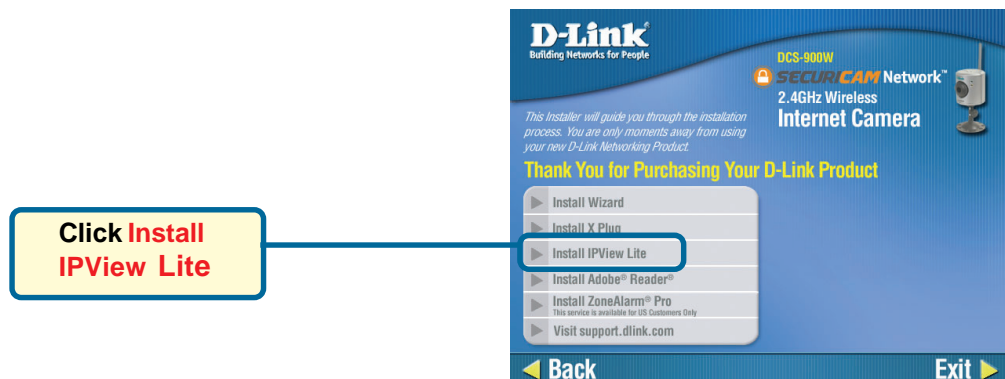 Click Install
IPView Lite
D-Link
Building Networks for People
DCS-900W
SECURICAM Network™
2.4GHz Wireless
Internet Camera
This Installer will guide you through the installation
process. You are only moments away from using
your new D-Link Networking Product.
Thank You for Purchasing Your D-Link Product
Install Wizard
Install X Plug
Install IPView Lite
Install Adobe® Reader®
Install ZoneAlarm® Pro
This service is available for US Customers Only
Visit support.dlink.com
Back
Exit